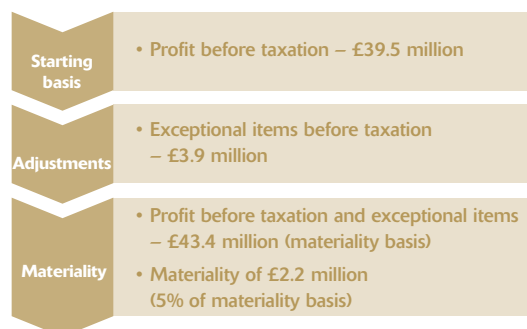 Starting
basis
• Profit before taxation – £39.5 million
Adjustments
• Exceptional items before taxation
– £3.9 million
Materiality
• Profit before taxation and exceptional items
– £43.4 million (materiality basis)
• Materiality of £2.2 million
(5% of materiality basis)